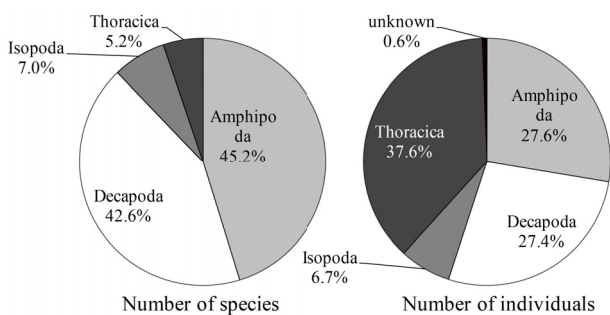 Thoracica
5.2%
Isopoda
7.0%
Amphipo
da
45.2%
Decapoda
42.6%
Number of species
unknown
0.6%
Amphipo
da
27.6%
Thoracica
37.6%
Decapoda
27.4%
Isopoda
6.7%
Number of individuals